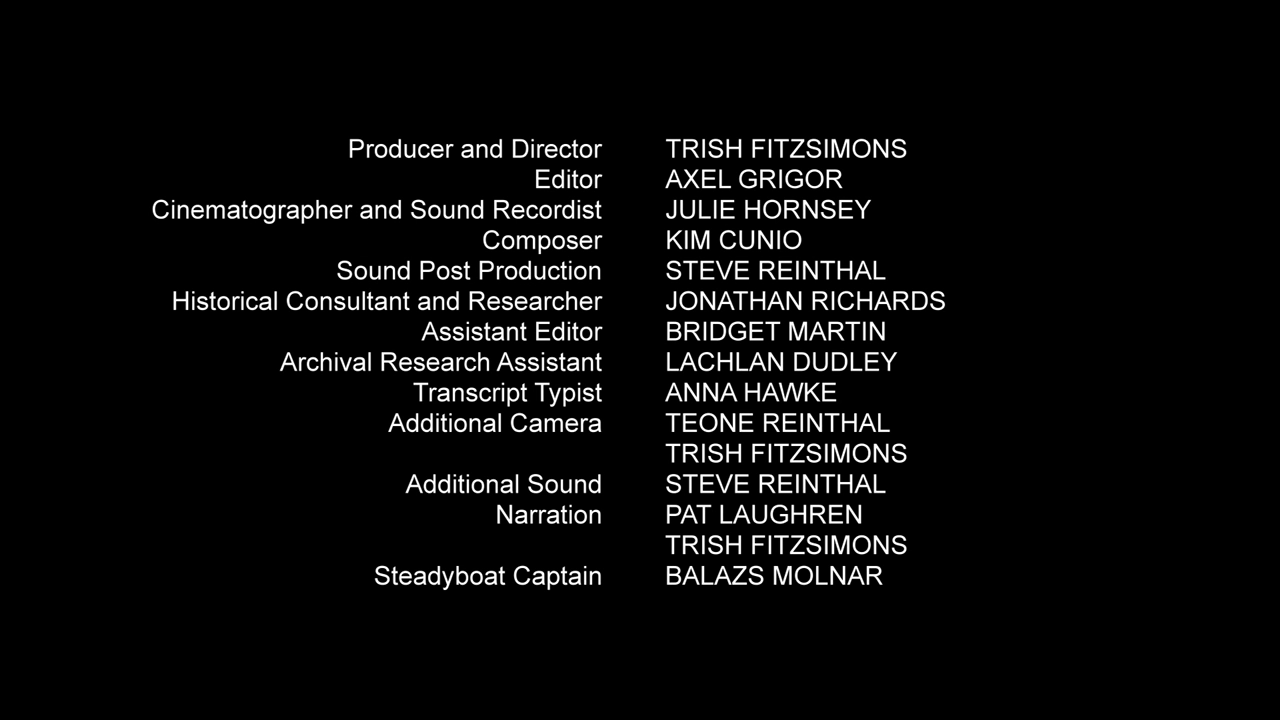 Producer and Director TRISH FITZSIMONS
Editor AXEL GRIGOR
Cinematographer and Sound Recordist JULIE HORNSEY
Composer KIM CUNIO
Sound Post Production STEVE REINTHAL
Historical Consultant and Researcher JONATHAN RICHARDS
Assistant Editor BRIDGET MARTIN
Archival Research Assistant LACHLAN DUDLEY
Transcript Typist ANNA HAWKE
Additional Camera TEONE REINTHAL
TRISH FITZSIMONS
Additional Sound STEVE REINTHAL
Narration PAT LAUGHREN
TRISH FITZSIMONS
Steadyboat Captain BALAZS MOLNAR